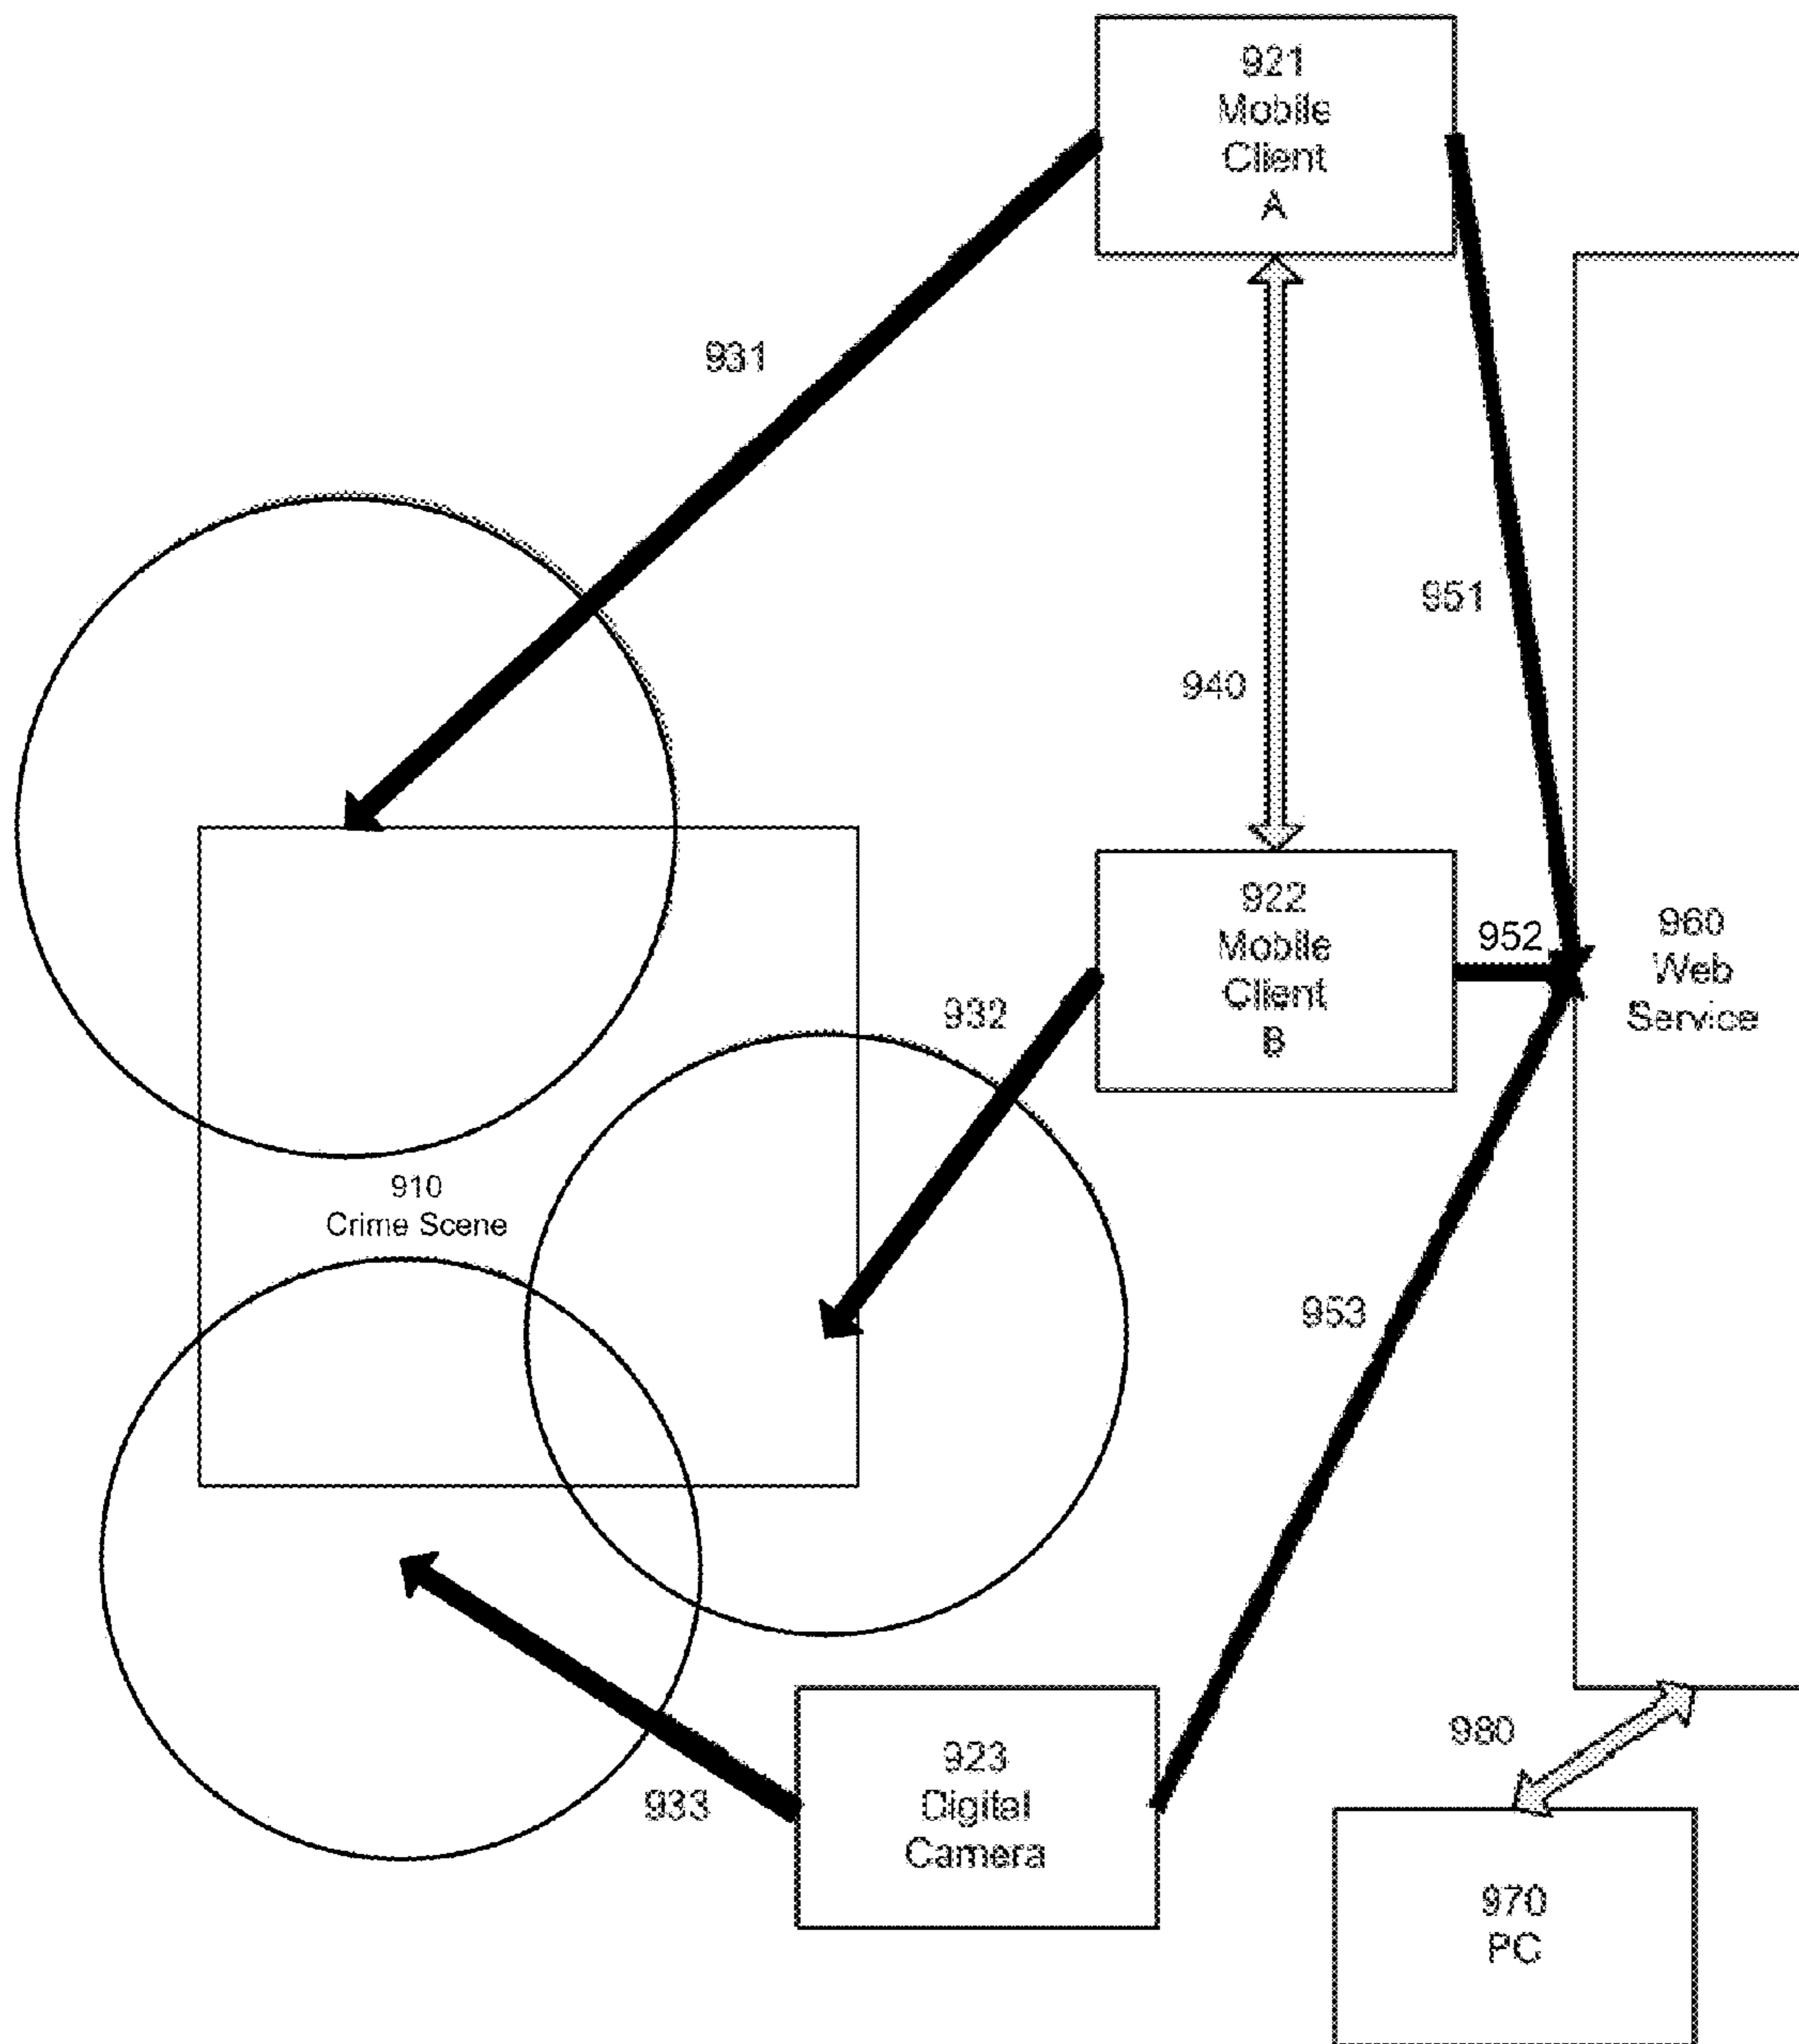 921
Mobile
Client
A
931
951
940
922
Mobile
Client
B
952
960
Web
Service
932
910
Crime Scene
953
980
923
Digital
Camera
933
970
PC